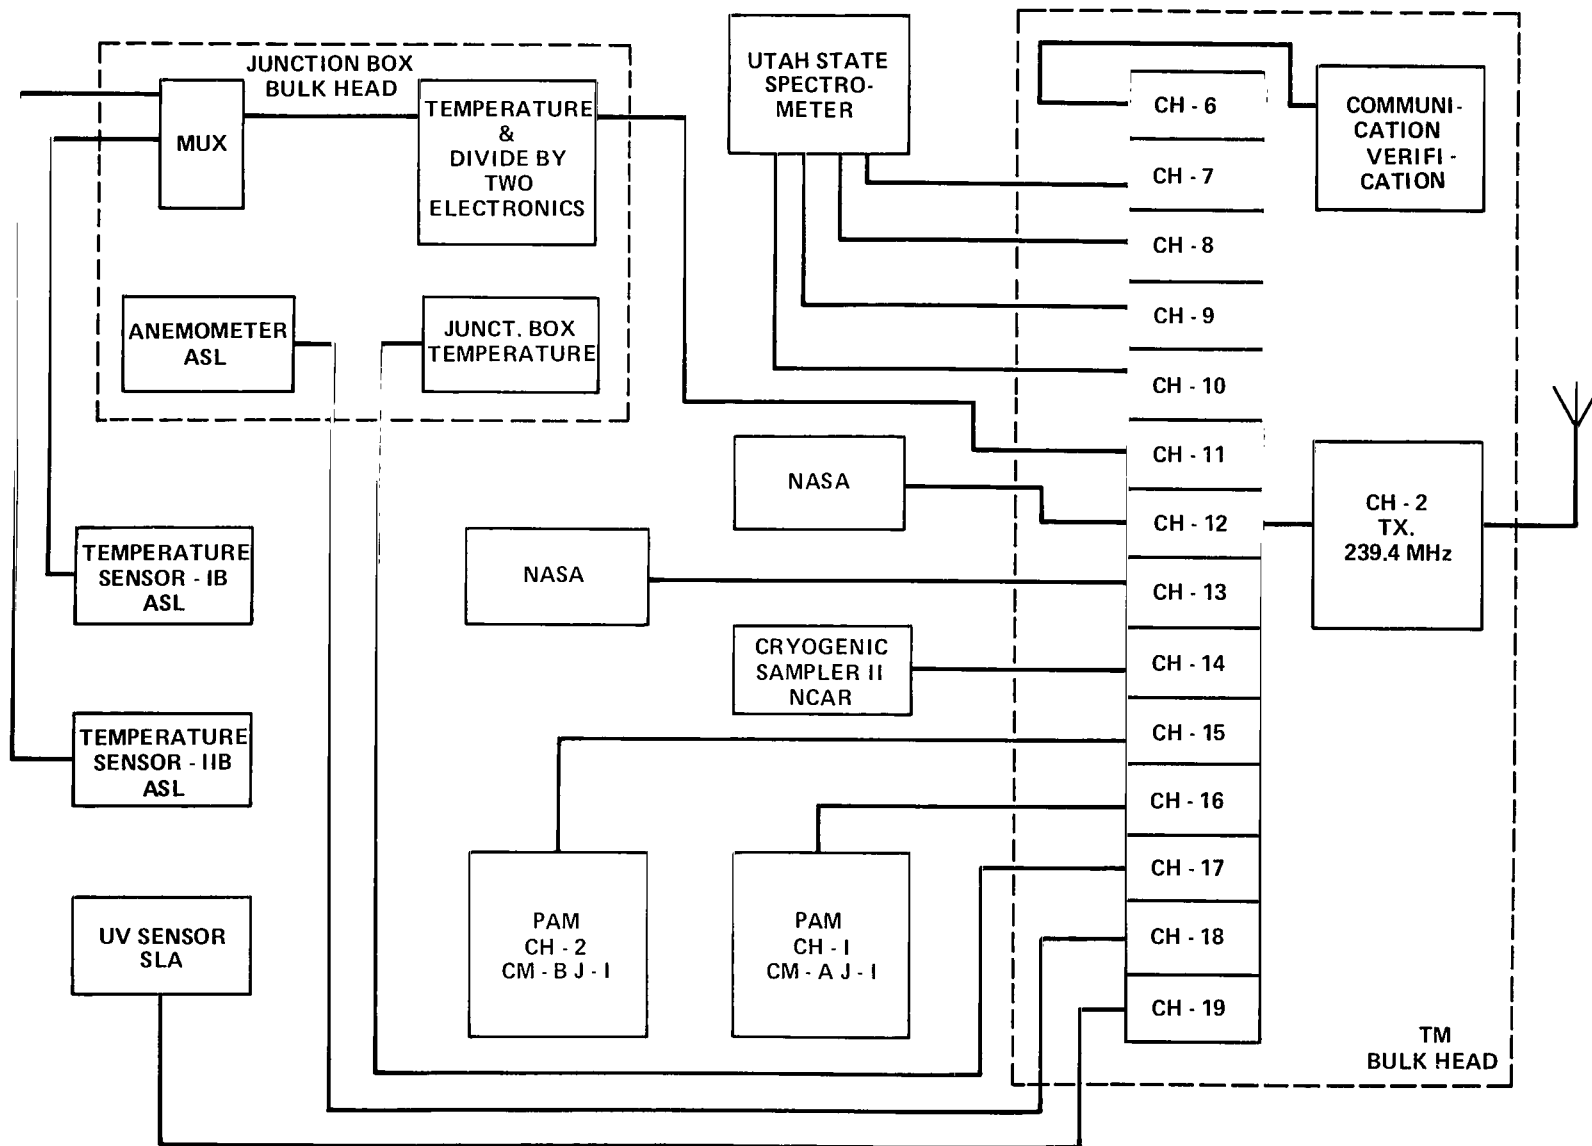 JUNCTION BOX
BULK HEAD
MUX
TEMPERATURE
&
DIVIDE BY
TWO
ELECTRONICS
ANEMOMETER
ASL
JUNCT. BOX
TEMPERATURE
TEMPERATURE
SENSOR - IB
ASL
TEMPERATURE
SENSOR - IIB
ASL
UV SENSOR
SLA
UTAH STATE
SPECTRO-
METER
NASA
NASA
CRYOGENIC
SAMPLER II
NCAR
PAM
CH - 2
CM - B J - I
PAM
CH - I
CM - A J - I
CH - 6
CH - 7
CH - 8
CH - 9
CH - 10
CH - 11
CH - 12
CH - 13
CH - 14
CH - 15
CH - 16
CH - 17
CH - 18
CH - 19
COMMUNI-
CATION
VERIFI -
CATION
CH - 2
TX.
239.4 MHz
TM
BULK HEAD